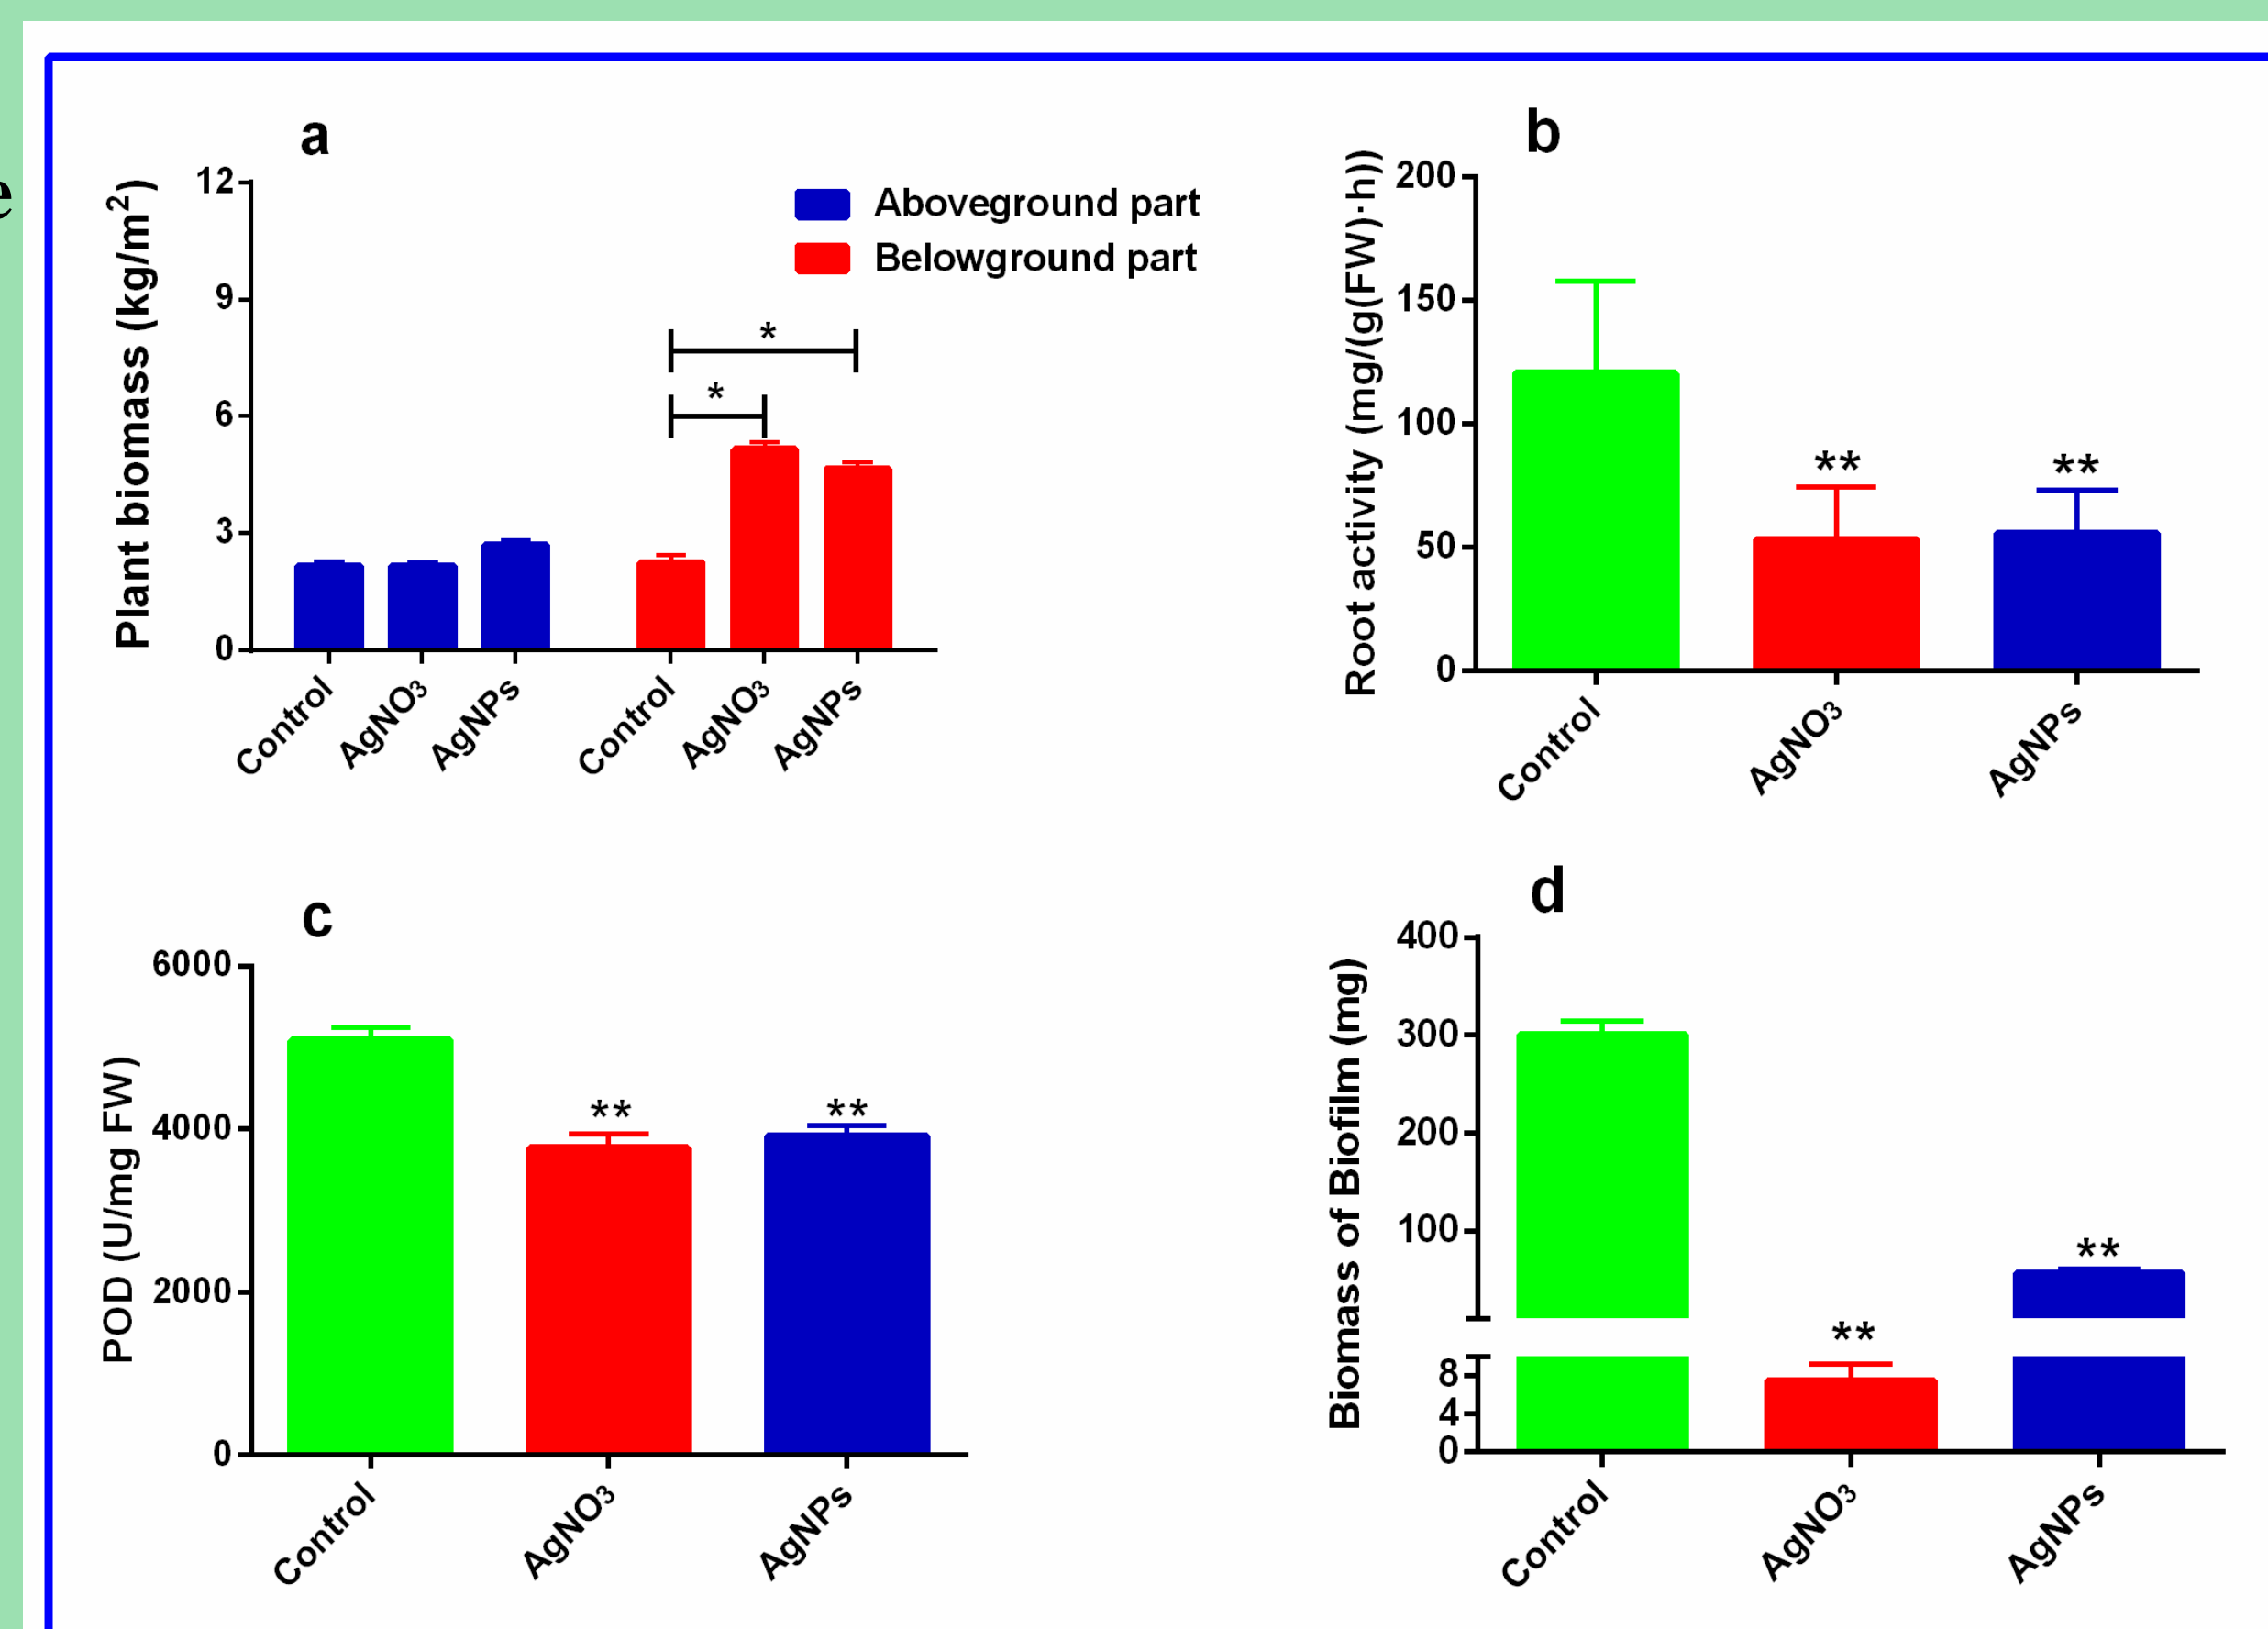 e
a
Plant biomass (kg/m²)
12
9
6
3
0
Aboveground part
Belowground part
*
*
Control
AgNO₃
AgNPs
Control
AgNO₃
AgNPs
b
Root activity (mg/(g(FW)·h))
200
150
100
50
0
**
**
Control
AgNO₃
AgNPs
c
POD (U/mg FW)
6000
4000
2000
0
**
**
Control
AgNO₃
AgNPs
d
Biomass of Biofilm (mg)
400
300
200
100
8
4
0
**
**
Control
AgNO₃
AgNPs